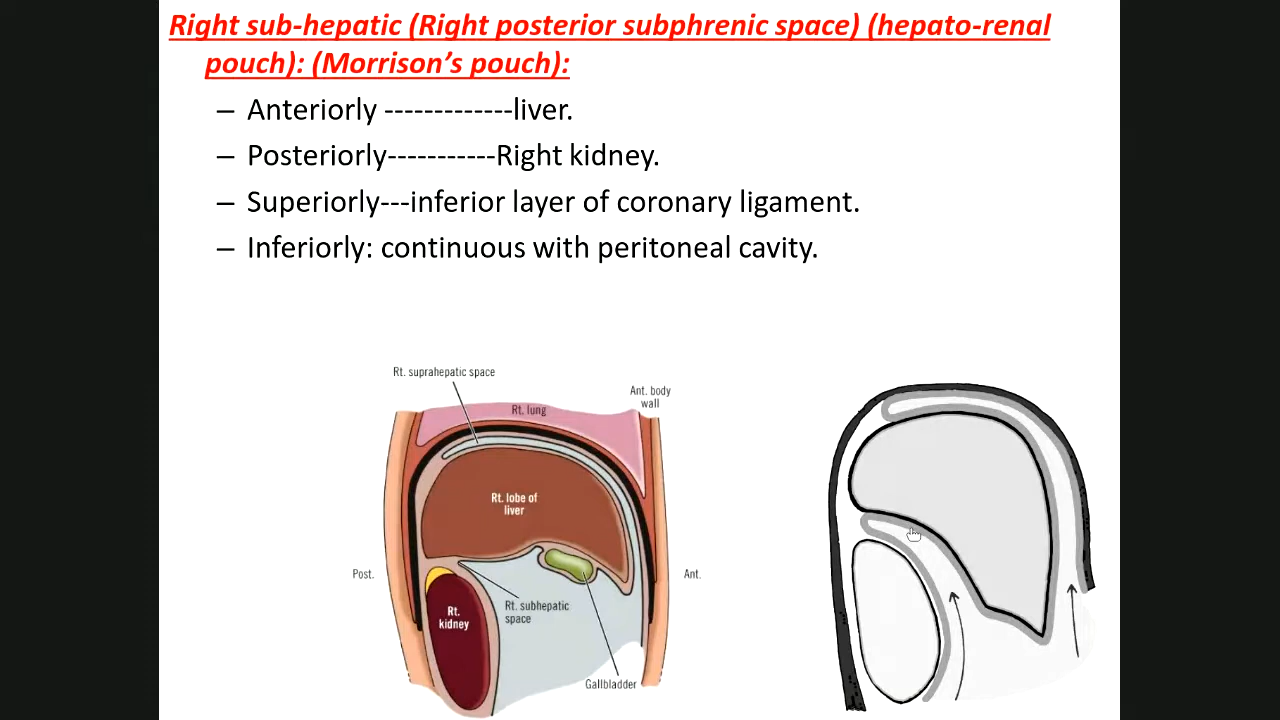 Right sub-hepatic (Right posterior subphrenic space) (hepato-renal
pouch): (Morrison’s pouch):
– Anteriorly -------------liver.
– Posteriorly-----------Right kidney.
– Superiorly---inferior layer of coronary ligament.
– Inferiorly: continuous with peritoneal cavity.
Rt. suprahepatic space
Ant. body
wall
Rt. lung
Rt. lobe of
liver
Post.
Ant.
Rt.
kidney
Rt. subhepatic
space
Gallbladder